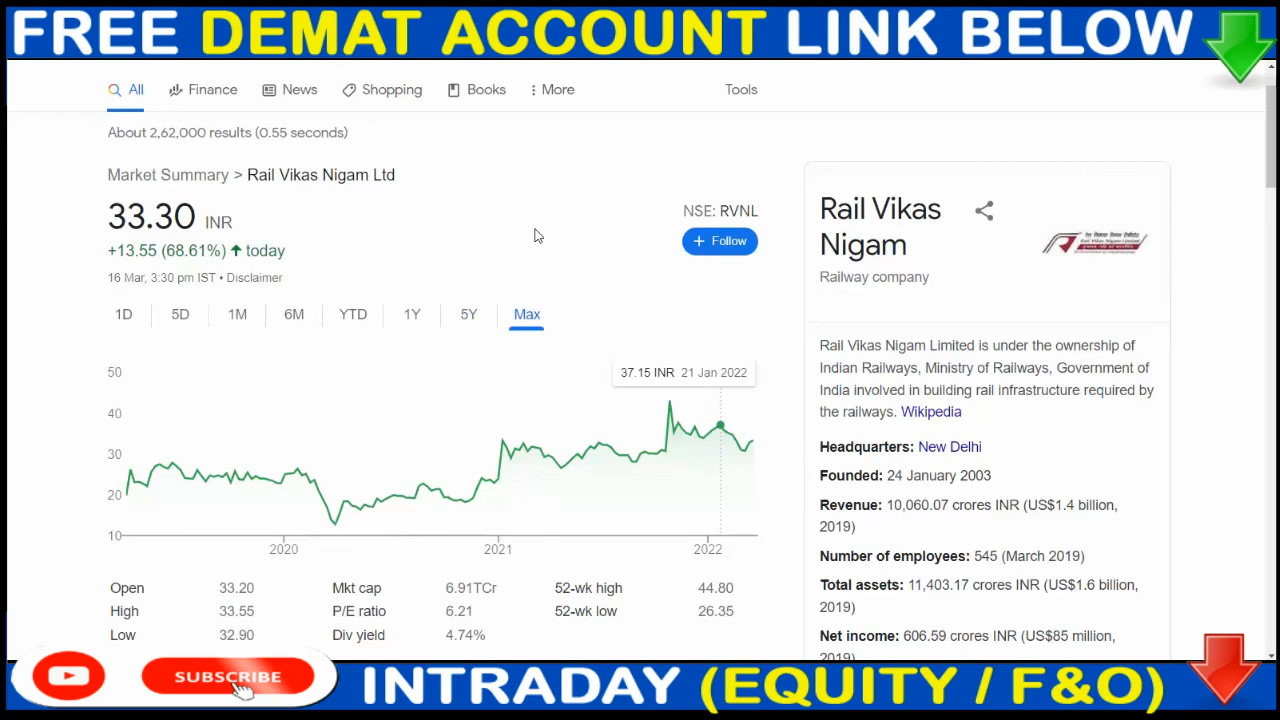 FREE DEMAT ACCOUNT LINK BELOW
All Finance News Shopping Books More Tools
About 2,62,000 results (0.55 seconds)
Market Summary > Rail Vikas Nigam Ltd
33.30 INR
+13.55 (68.61%) ↑ today
16 Mar, 3:30 pm IST • Disclaimer
NSE: RVNL
+ Follow
1D 5D 1M 6M YTD 1Y 5Y Max
37.15 INR 21 Jan 2022
50
40
30
20
10
2020 2021 2022
Open 33.20 Mkt cap 6.91TCr 52-wk high 44.80
High 33.55 P/E ratio 6.21 52-wk low 26.35
Low 32.90 Div yield 4.74%
Rail Vikas
Nigam
Railway company
Rail Vikas Nigam Limited is under the ownership of
Indian Railways, Ministry of Railways, Government of
India involved in building rail infrastructure required by
the railways. Wikipedia
Headquarters: New Delhi
Founded: 24 January 2003
Revenue: 10,060.07 crores INR (US$1.4 billion,
2019)
Number of employees: 545 (March 2019)
Total assets: 11,403.17 crores INR (US$1.6 billion,
2019)
Net income: 606.59 crores INR (US$85 million,
2019)
SUBSCRIBE
INTRADAY (EQUITY / F&O)